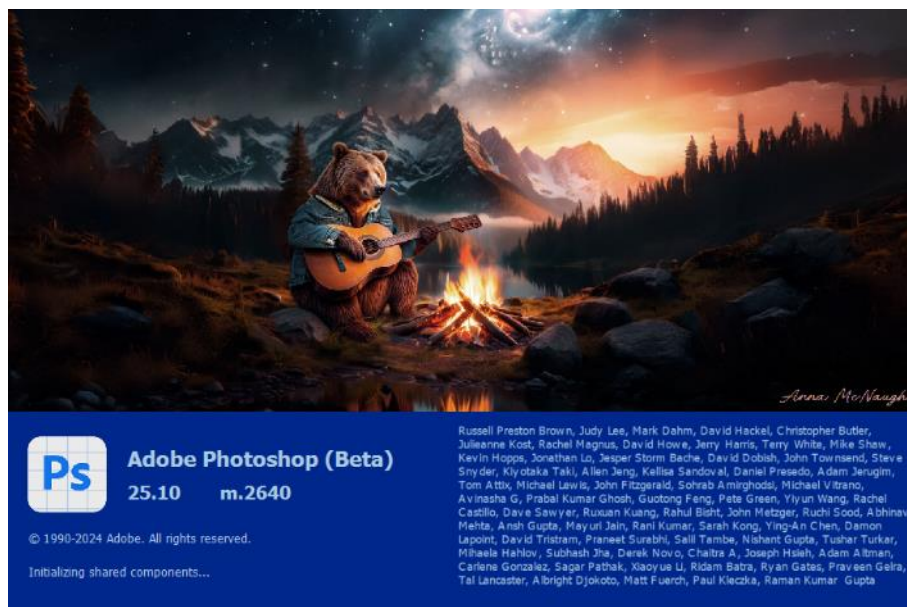 Anna McNaugh
Ps
Adobe Photoshop (Beta)
25.10 m.2640
© 1990-2024 Adobe. All rights reserved.
Initializing shared components...
Russell Preston Brown, Judy Lee, Mark Dahm, David Hackel, Christopher Butler,
Julieanne Kost, Rachel Magnus, David Howe, Jerry Harris, Terry White, Mike Shaw,
Kevin Hopps, Jonathan Lo, Jesper Storm Bache, David Dobish, John Townsend, Steve
Snyder, Kiyotaka Taki, Allen Jeng, Kellisa Sandoval, Daniel Presedo, Adam Jerugim,
Tom Attix, Michael Lewis, John Fitzgerald, Sohrab Amirghodsi, Michael Vitrano,
Avinasha G, Prabal Kumar Ghosh, Guotong Feng, Pete Green, Yiyun Wang, Rachel
Castillo, Dave Sawyer, Ruxuan Kuang, Rahul Bisht, John Metzger, Ruchi Sood, Abhinav
Mehta, Ansh Gupta, Mayuri Jain, Rani Kumar, Sarah Kong, Ying-An Chen, Damon
Lapoint, David Tristram, Praneet Surabhi, Salil Tambe, Nishant Gupta, Tushar Turkar,
Mihaela Hahlov, Subhash Jha, Derek Novo, Chaitra A, Joseph Hsieh, Adam Altman,
Carlene Gonzalez, Sagar Pathak, Xiaoyue Li, Ridam Batra, Ryan Gates, Praveen Gelra,
Tal Lancaster, Albright Djokoto, Matt Fuerch, Paul Kleczka, Raman Kumar Gupta